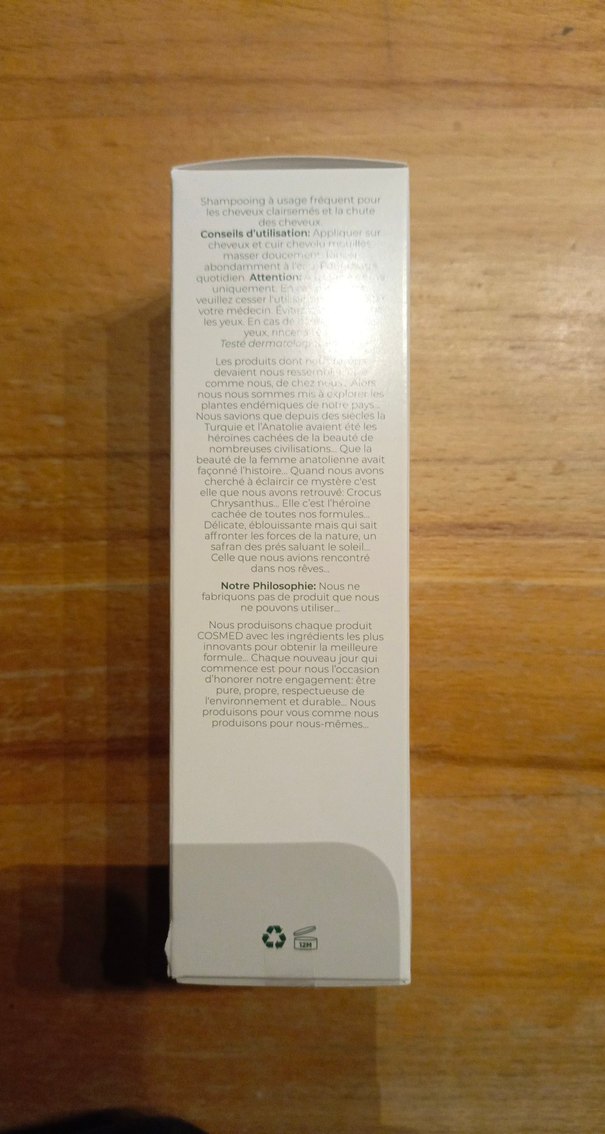 Shampooing à usage fréquent pour
les cheveux clairsemés et la chute
des cheveux.
Conseils d'utilisation: Appliquer sur
cheveux et cuir chevelu mouillés,
masser doucement,
abondamment à
quotidien. Attention:
uniquement. En
veuillez cesser
votre médecin. Évitez
les yeux. En cas de
yeux, rincer
Testé
Les produits dont nous
devaient nous
comme nous, de chez nous... Alors
nous nous sommes mis à explorer les
plantes endémiques de notre pays...
Nous savions que depuis des siècles la
Turquie et l'Anatolie avaient été les
héroïnes cachées de la beauté de
nombreuses civilisations... Que la
beauté de la femme anatolienne avait
façonné l'histoire... Quand nous avons
cherché à éclaircir ce mystère c'est
elle que nous avons retrouvé: Crocus
Chrysanthus... Elle c'est l'héroïne
cachée de toutes nos formules...
Délicate, éblouissante mais qui sait
affronter les forces de la nature, un
safran des prés saluant le soleil...
Celle que nous avions rencontré
dans nos rêves...
Notre Philosophie: Nous ne
fabriquons pas de produit que nous
ne pouvons utiliser...
Nous produisons chaque produit
COSMED avec les ingrédients les plus
innovants pour obtenir la meilleure
formule... Chaque nouveau jour qui
commence est pour nous l'occasion
d'honorer notre engagement: être
pure, propre, respectueuse de
l'environnement et durable... Nous
produisons pour vous comme nous
produisons pour nous-mêmes...
12M